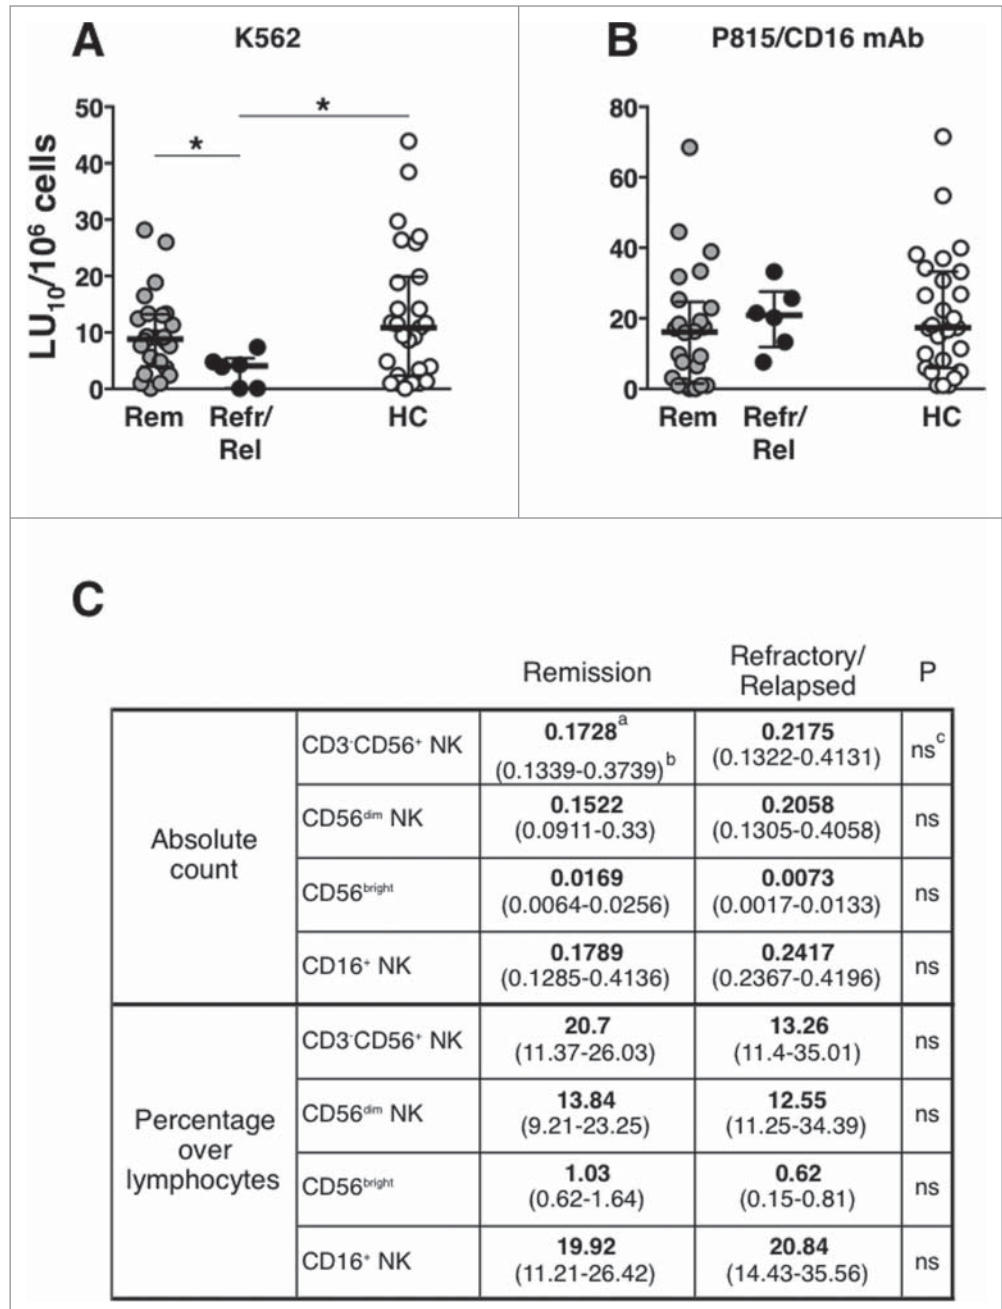 A
K562
*
*
LU10/10⁶ cells
50
40
30
20
10
0
Rem
Refr/
Rel
HC
B
P815/CD16 mAb
80
60
40
20
0
Rem
Refr/
Rel
HC
C
Remission
Refractory/
Relapsed
P
Absolute
count
CD3⁻CD56⁺ NK
0.1728ᵃ
(0.1339-0.3739)ᵇ
0.2175
(0.1322-0.4131)
nsᶜ
CD56ᵈⁱᵐ NK
0.1522
(0.0911-0.33)
0.2058
(0.1305-0.4058)
ns
CD56ᵇʳⁱᵍʰᵗ
0.0169
(0.0064-0.0256)
0.0073
(0.0017-0.0133)
ns
CD16⁺ NK
0.1789
(0.1285-0.4136)
0.2417
(0.2367-0.4196)
ns
Percentage
over
lymphocytes
CD3⁻CD56⁺ NK
20.7
(11.37-26.03)
13.26
(11.4-35.01)
ns
CD56ᵈⁱᵐ NK
13.84
(9.21-23.25)
12.55
(11.25-34.39)
ns
CD56ᵇʳⁱᵍʰᵗ
1.03
(0.62-1.64)
0.62
(0.15-0.81)
ns
CD16⁺ NK
19.92
(11.21-26.42)
20.84
(14.43-35.56)
ns